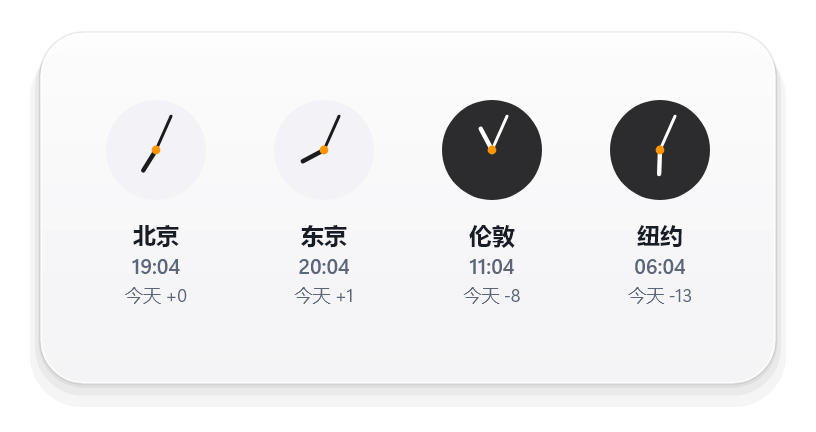 北京
19:04
今天 +0
东京
20:04
今天 +1
伦敦
11:04
今天 -8
纽约
06:04
今天 -13